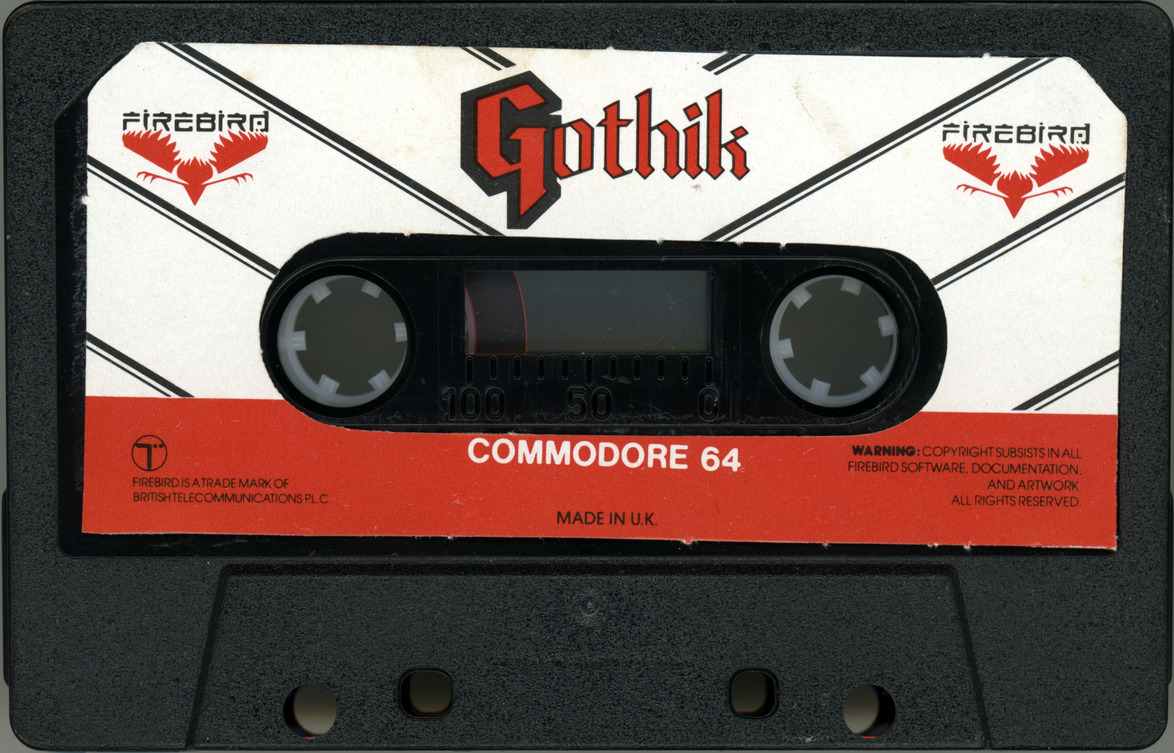 Gothik
FIREBIRD
FIREBIRD
100 50 0
COMMODORE 64
FIREBIRD IS A TRADE MARK OF
BRITISH TELECOMMUNICATIONS P.L.C.
WARNING: COPYRIGHT SUBSISTS IN ALL
FIREBIRD SOFTWARE, DOCUMENTATION,
AND ARTWORK.
ALL RIGHTS RESERVED.
MADE IN U.K.